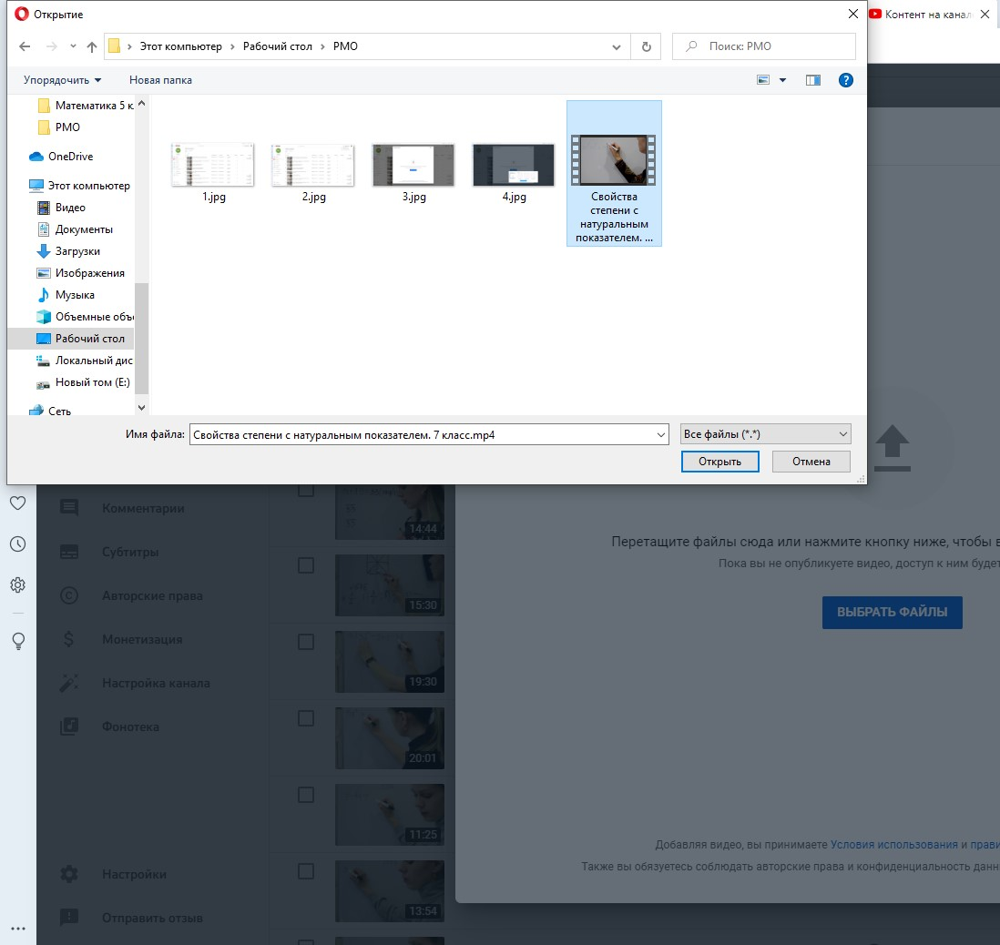 Открытие
Контент на канал
Этот компьютер
Рабочий стол
РМО
Поиск: РМО
Упорядочить
Новая папка
Математика 5 к
РМО
OneDrive
Этот компьютер
Видео
Документы
Загрузки
Изображения
Музыка
Объемные объ
Рабочий стол
Локальный дис
Новый том (E:)
Сеть
1.jpg
2.jpg
3.jpg
4.jpg
Свойства
степени с
натуральным
показателем. ...
Имя файла:
Свойства степени с натуральным показателем. 7 класс.mp4
Все файлы (*.*)
Открыть
Отмена
Комментарии
Субтитры
Авторские права
Монетизация
Настройка канала
Фонотека
Настройки
Отправить отзыв
14:44
15:30
19:30
20:01
11:25
13:54
Перетащите файлы сюда или нажмите кнопку ниже, чтобы в
Пока вы не опубликуете видео, доступ к ним будет
ВЫБРАТЬ ФАЙЛЫ
Добавляя видео, вы принимаете Условия использования и прави
Также вы обязуетесь соблюдать авторские права и конфиденциальность данн